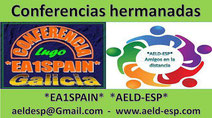 Conferencias hermanadas
CONFERENCIA
Lugo
*EA1SPAIN*
Galicia
*AELD-ESP*
Amigos en la
distancia
*EA1SPAIN* *AELD-ESP*
aeldesp@Gmail.com - www.aeld-esp.com